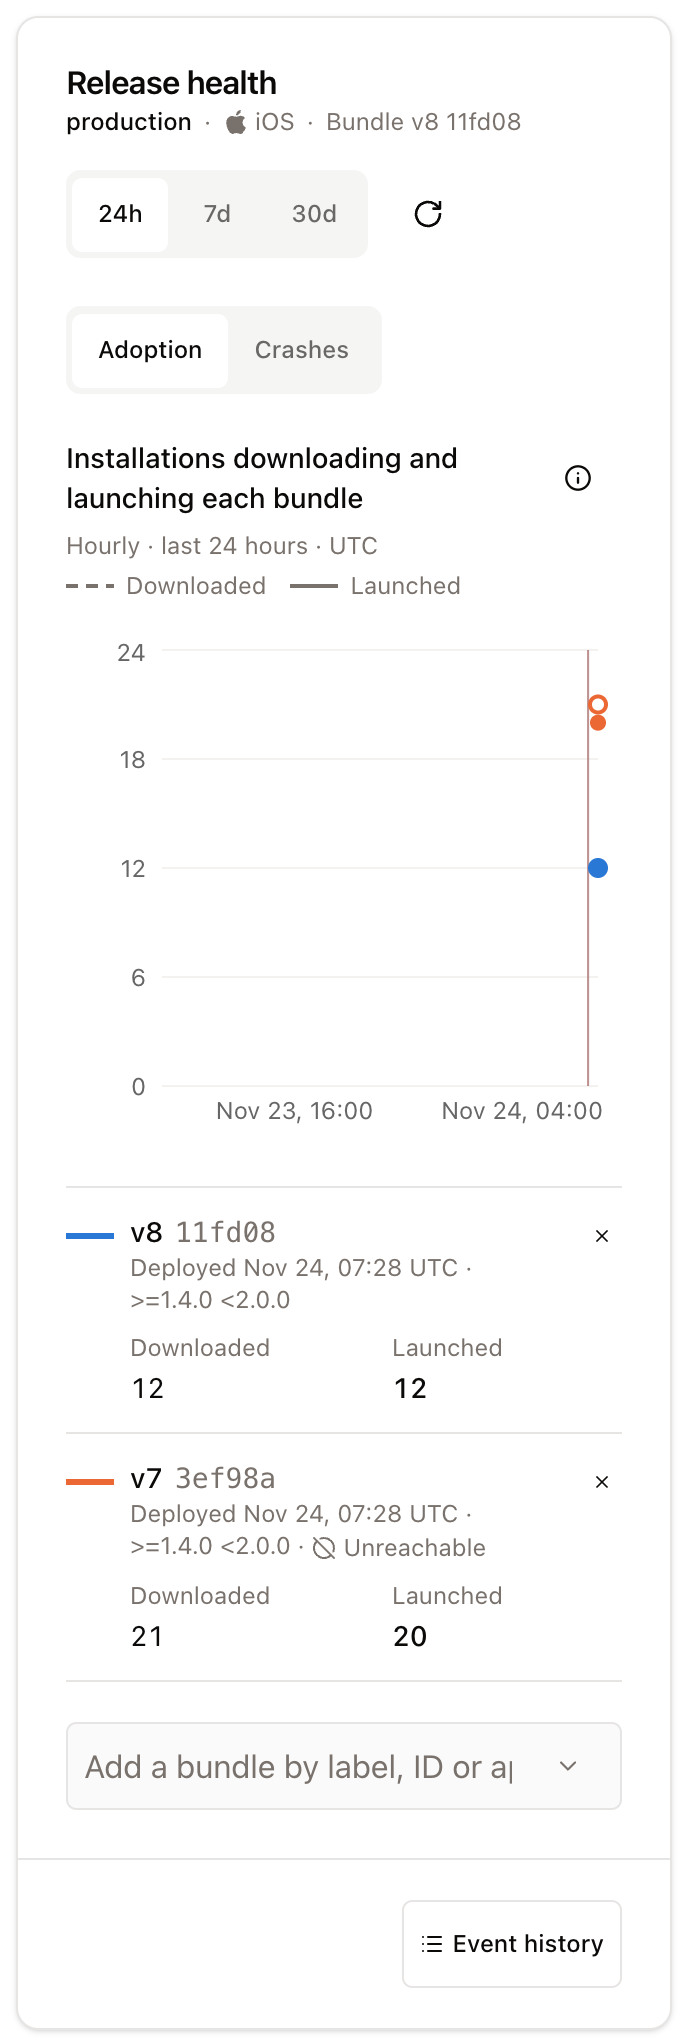 Release health
production · iOS · Bundle v8 11fd08
24h 7d 30d
Adoption Crashes
Installations downloading and
launching each bundle
Hourly · last 24 hours · UTC
Downloaded Launched
24
18
12
6
0
Nov 23, 16:00 Nov 24, 04:00
v8 11fd08
Deployed Nov 24, 07:28 UTC ·
>=1.4.0 <2.0.0
Downloaded Launched
12 12
v7 3ef98a
Deployed Nov 24, 07:28 UTC ·
>=1.4.0 <2.0.0 · Unreachable
Downloaded Launched
21 20
Add a bundle by label, ID or
Event history